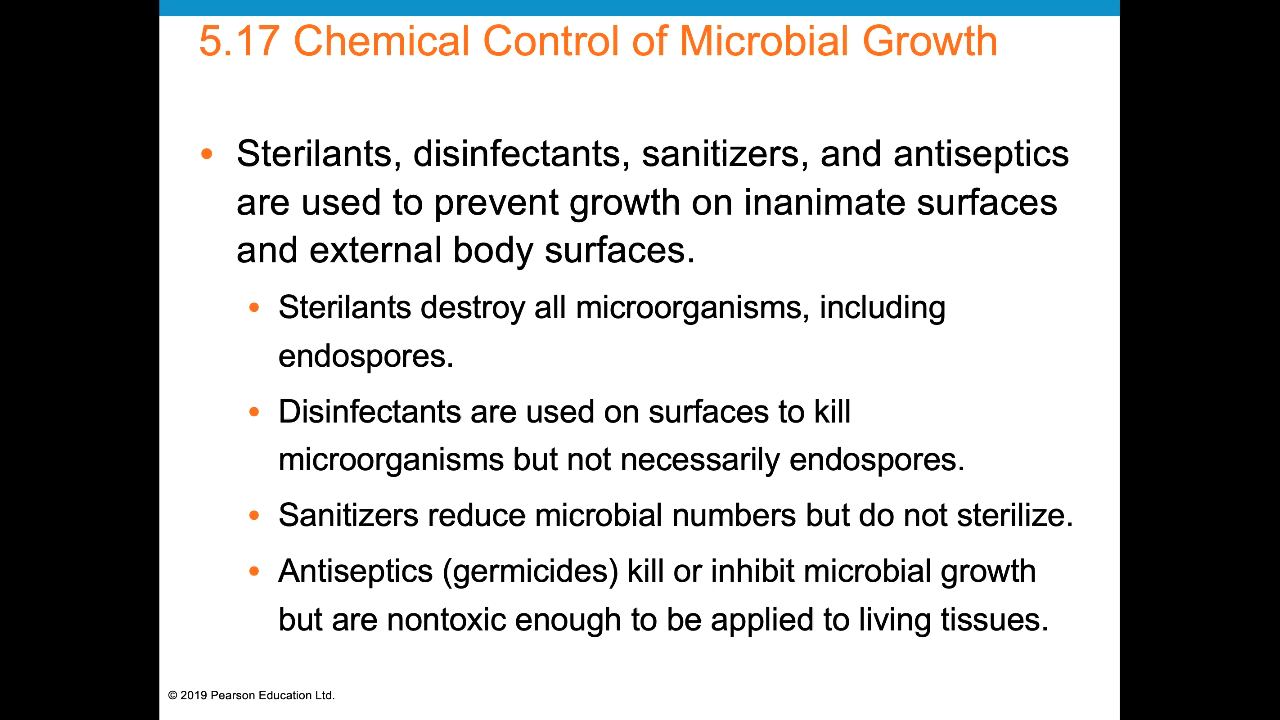 5.17 Chemical Control of Microbial Growth
• Sterilants, disinfectants, sanitizers, and antiseptics
are used to prevent growth on inanimate surfaces
and external body surfaces.
• Sterilants destroy all microorganisms, including
endospores.
• Disinfectants are used on surfaces to kill
microorganisms but not necessarily endospores.
• Sanitizers reduce microbial numbers but do not sterilize.
• Antiseptics (germicides) kill or inhibit microbial growth
but are nontoxic enough to be applied to living tissues.
© 2019 Pearson Education Ltd.